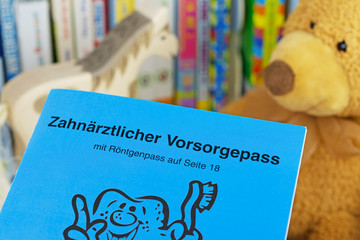 Zahnärztlicher Vorsorgepass
mit Röntgenpass auf Seite 18